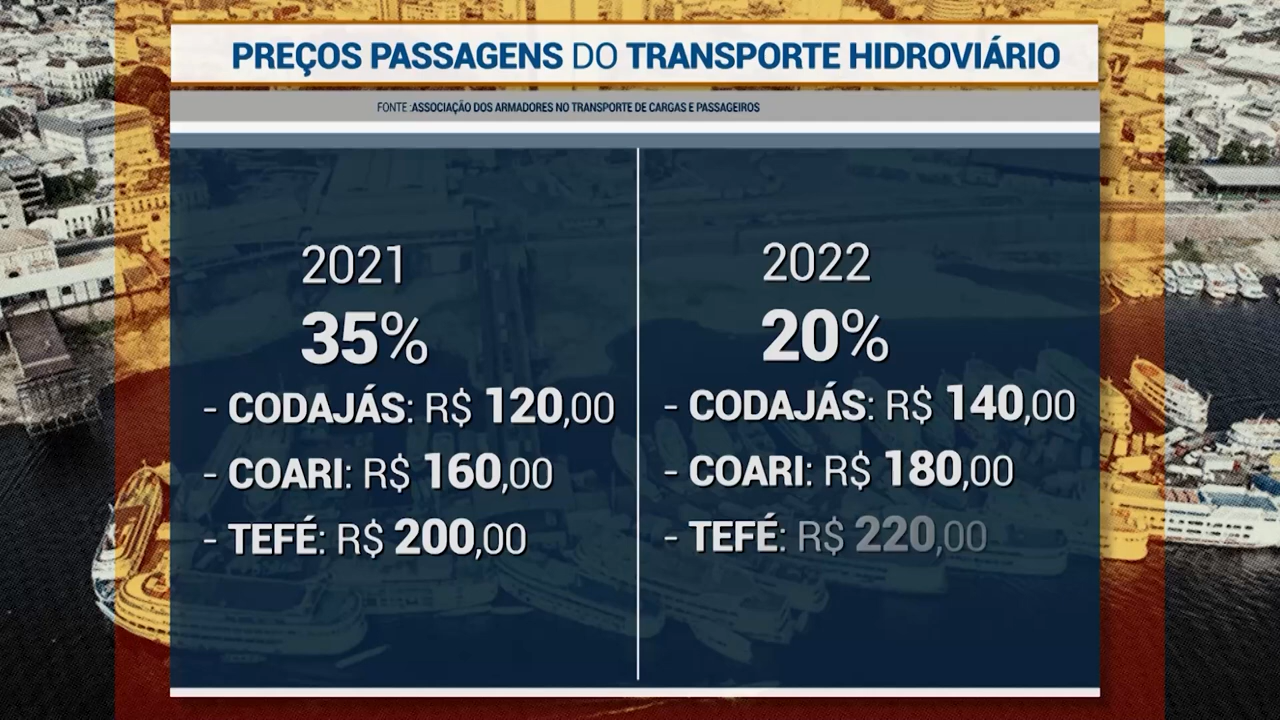 PREÇOS PASSAGENS DO TRANSPORTE HIDROVIÁRIO
FONTE :ASSOCIAÇÃO DOS ARMADORES NO TRANSPORTE DE CARGAS E PASSAGEIROS
2021
35%
- CODAJÁS: R$ 120,00
- COARI: R$ 160,00
- TEFÉ: R$ 200,00
2022
20%
- CODAJÁS: R$ 140,00
- COARI: R$ 180,00
- TEFÉ: R$ 220,00